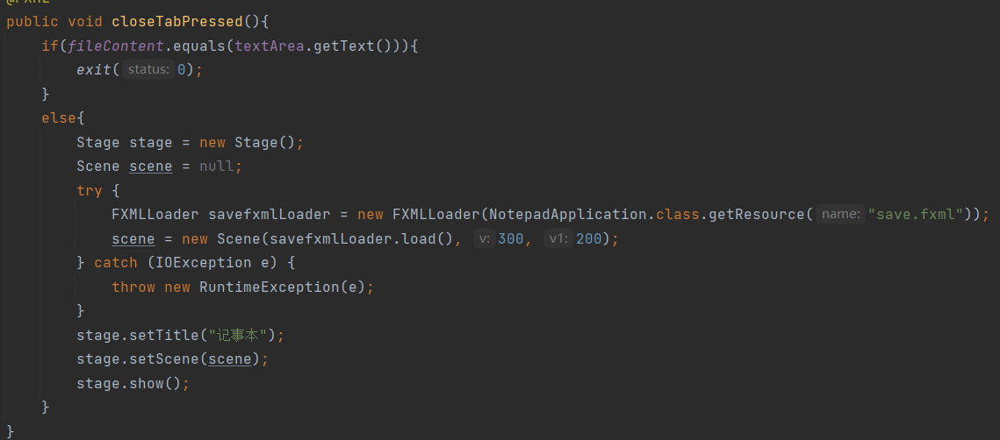 @FXML
public void closeTabPressed(){
if(fileContent.equals(textArea.getText())){
exit( status: 0);
}
else{
Stage stage = new Stage();
Scene scene = null;
try {
FXMLLoader savefxmlLoader = new FXMLLoader(NotepadApplication.class.getResource( name: "save.fxml"));
scene = new Scene(savefxmlLoader.load(), v: 300, v1: 200);
} catch (IOException e) {
throw new RuntimeException(e);
}
stage.setTitle("记事本");
stage.setScene(scene);
stage.show();
}
}